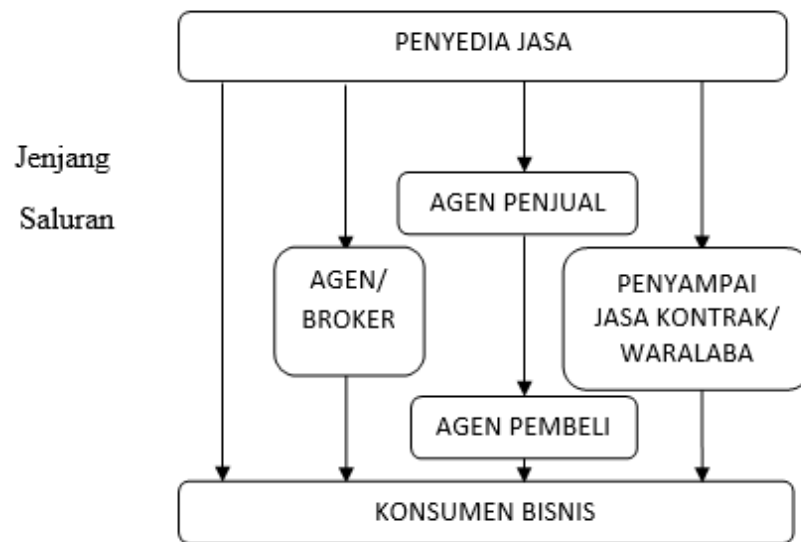 PENYEDIA JASA
Jenjang
Saluran
AGEN PENJUAL
AGEN/
BROKER
PENYAMPAI
JASA KONTRAK/
WARALABA
AGEN PEMBELI
KONSUMEN BISNIS